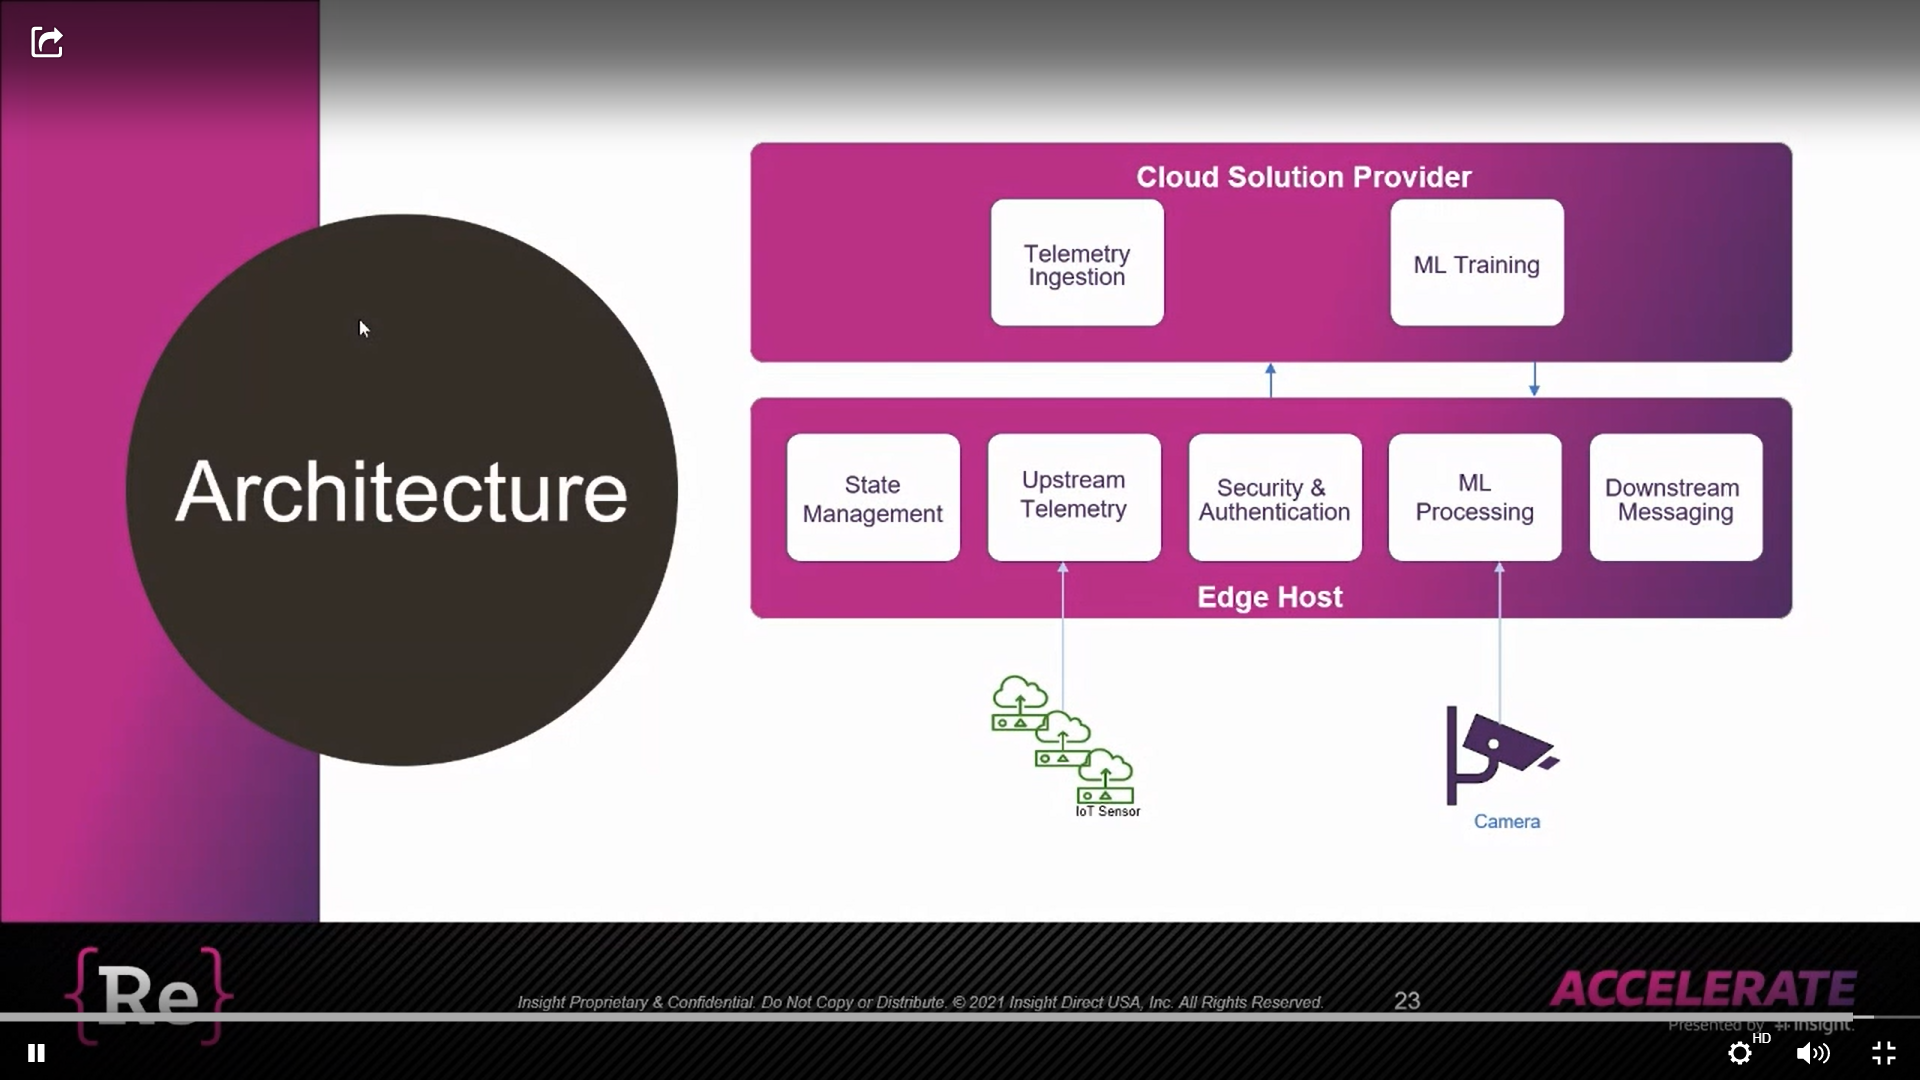 Cloud Solution Provider
Telemetry
Ingestion
ML Training
Architecture
State
Management
Upstream
Telemetry
Security &
Authentication
ML
Processing
Downstream
Messaging
Edge Host
IoT Sensor
Camera
{Re}
Insight Proprietary & Confidential. Do Not Copy or Distribute. © 2021 Insight Direct USA, Inc. All Rights Reserved.
23
ACCELERATE
Presented by Insight.
HD